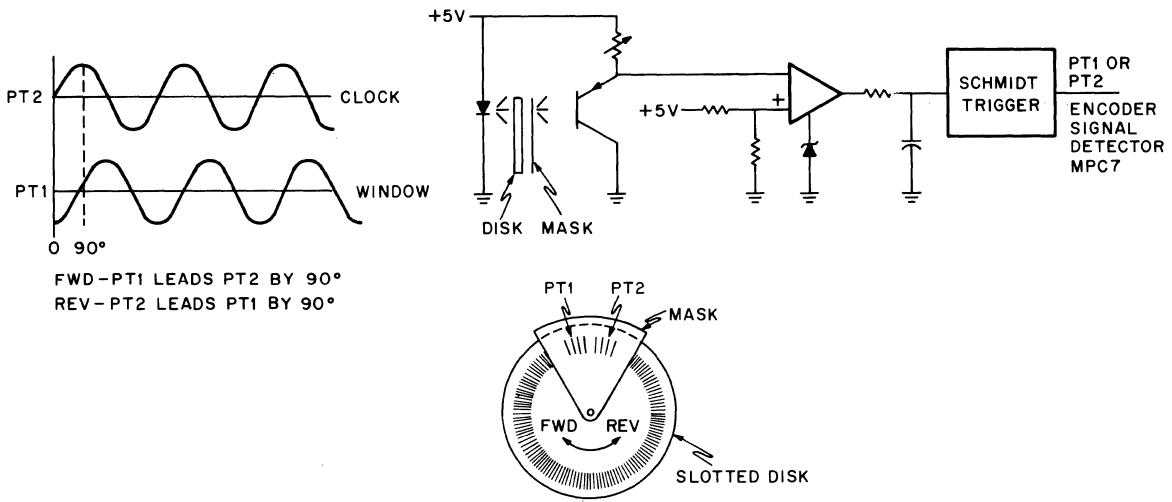 PT2
CLOCK
PT1
WINDOW
0 90°
FWD-PT1 LEADS PT2 BY 90°
REV-PT2 LEADS PT1 BY 90°
+5V
+5V
+
DISK
MASK
SCHMIDT
TRIGGER
PT1 OR
PT2
ENCODER
SIGNAL
DETECTOR
MPC7
PT1
PT2
MASK
FWD
REV
SLOTTED DISK